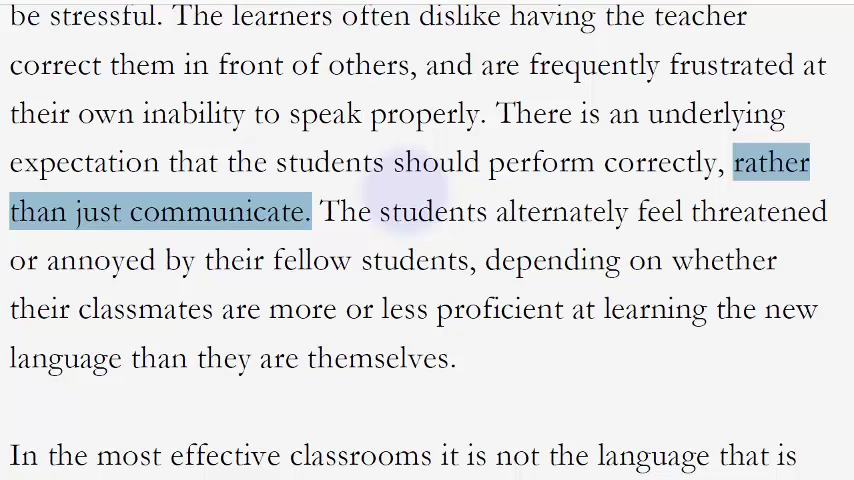 be stressful. The learners often dislike having the teacher
correct them in front of others, and are frequently frustrated at
their own inability to speak properly. There is an underlying
expectation that the students should perform correctly, rather
than just communicate. The students alternately feel threatened
or annoyed by their fellow students, depending on whether
their classmates are more or less proficient at learning the new
language than they are themselves.
In the most effective classrooms it is not the language that is